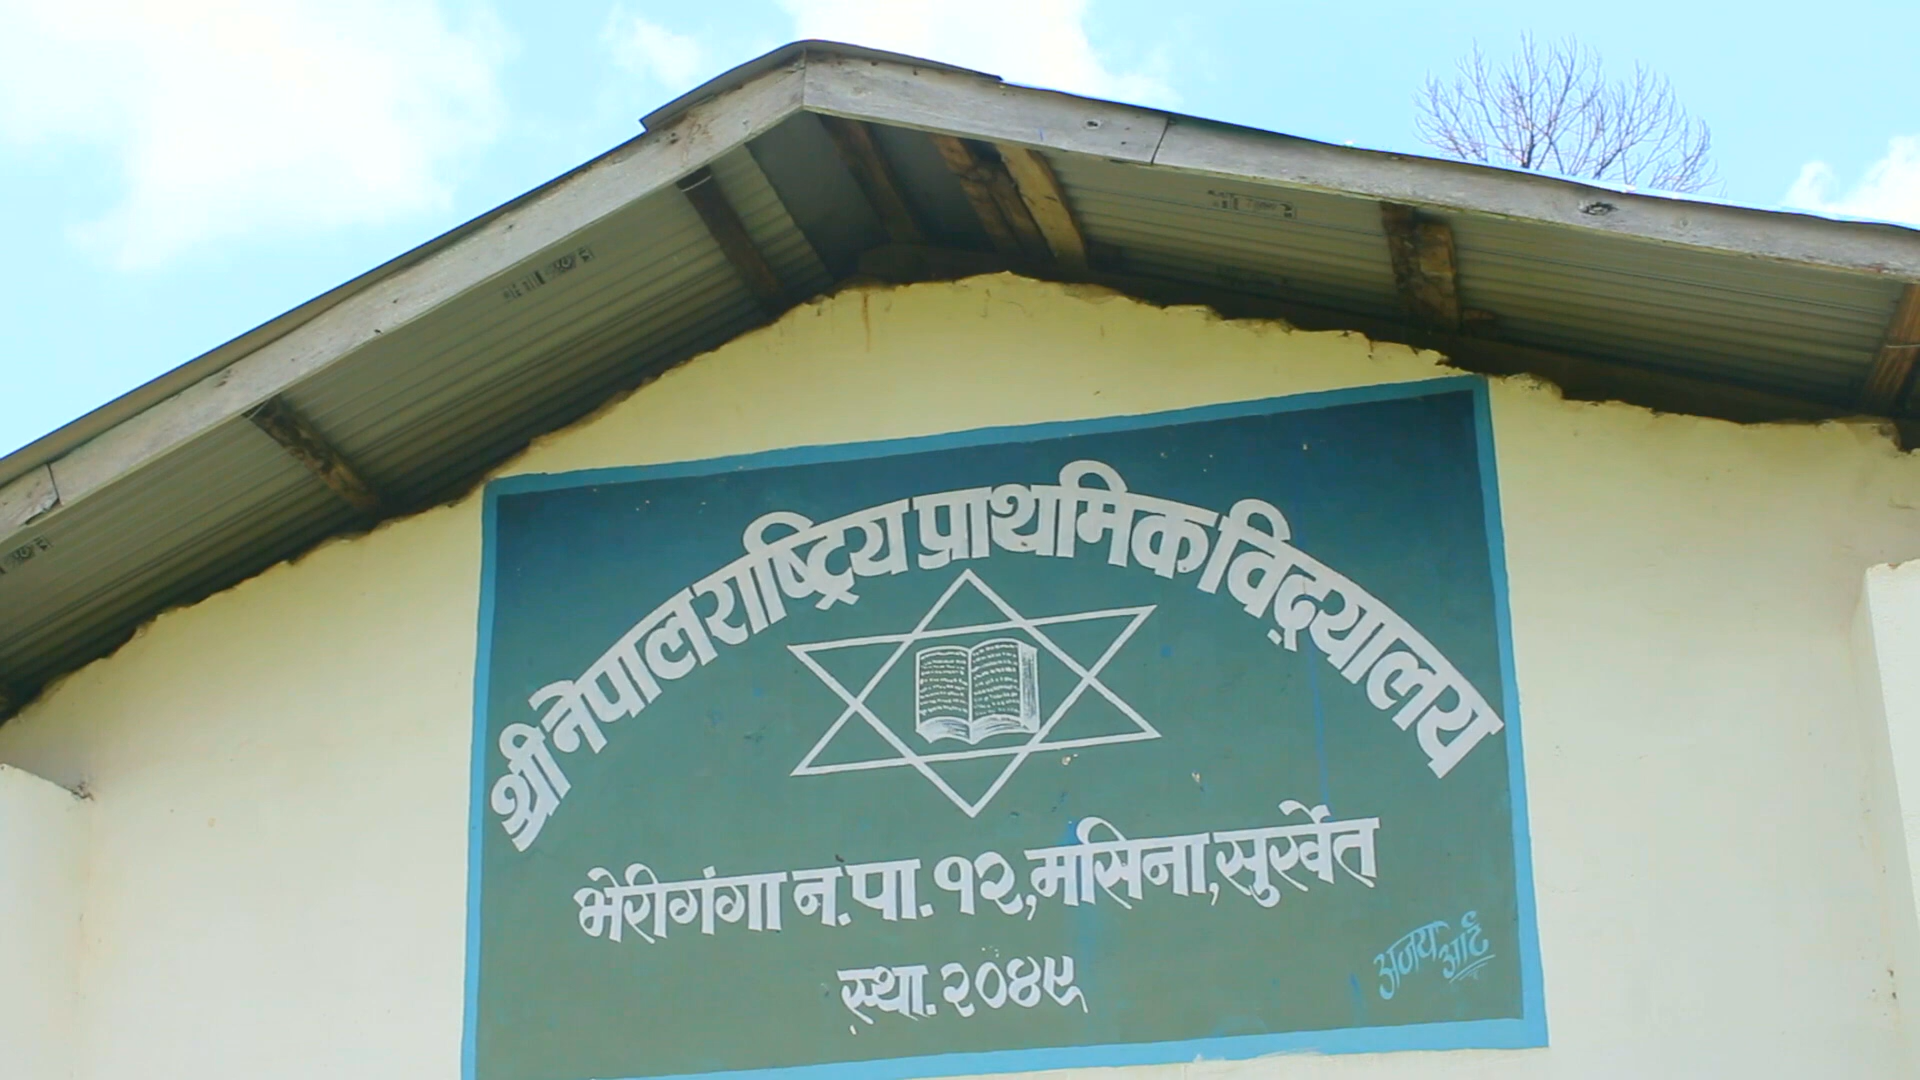 श्री नेपाल राष्ट्रिय प्राथमिक विद्यालय
भेरीगंगा न.पा. १२, मसिना, सुर्खेत
स्था. २०४९
अजय आर्ट